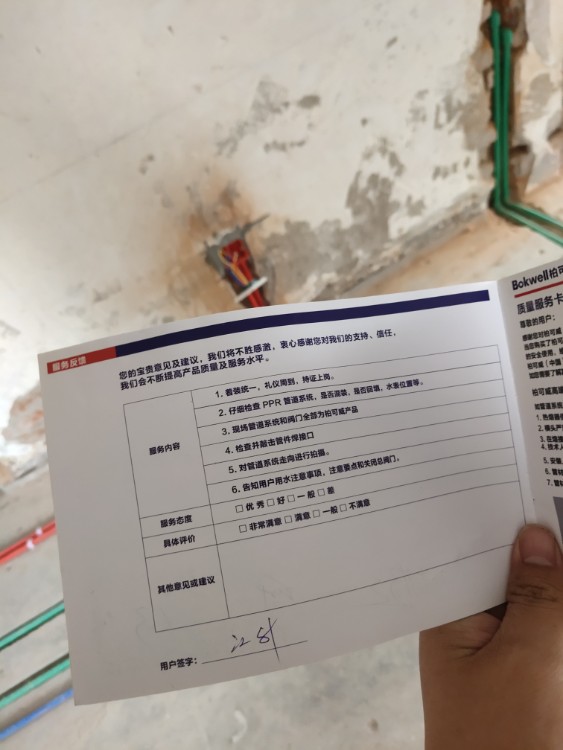 服务反馈
您的宝贵意见及建议，我们将不胜感激，衷心感谢您对我们的支持、信任，
我们会不断提高产品质量及服务水平。
服务内容
1. 着装统一，礼仪周到，持证上岗。
2. 仔细检查 PPR 管道系统，是否混装，是否回填，水表位置等。
3. 现场管道系统和阀门全部为柏可威产品
4. 检查并敲击管件焊接口
5. 对管道系统走向进行拍摄。
6. 告知用户用水注意事项，注意要点和关闭总阀门。
服务态度
□ 优 秀 □ 好 □ 一 般 □ 差
具体评价
□ 非常满意 □ 满意 □ 一般 □ 不满意
其他意见或建议
用户签字：
Bokwell柏可
质量服务卡
尊敬的用户：